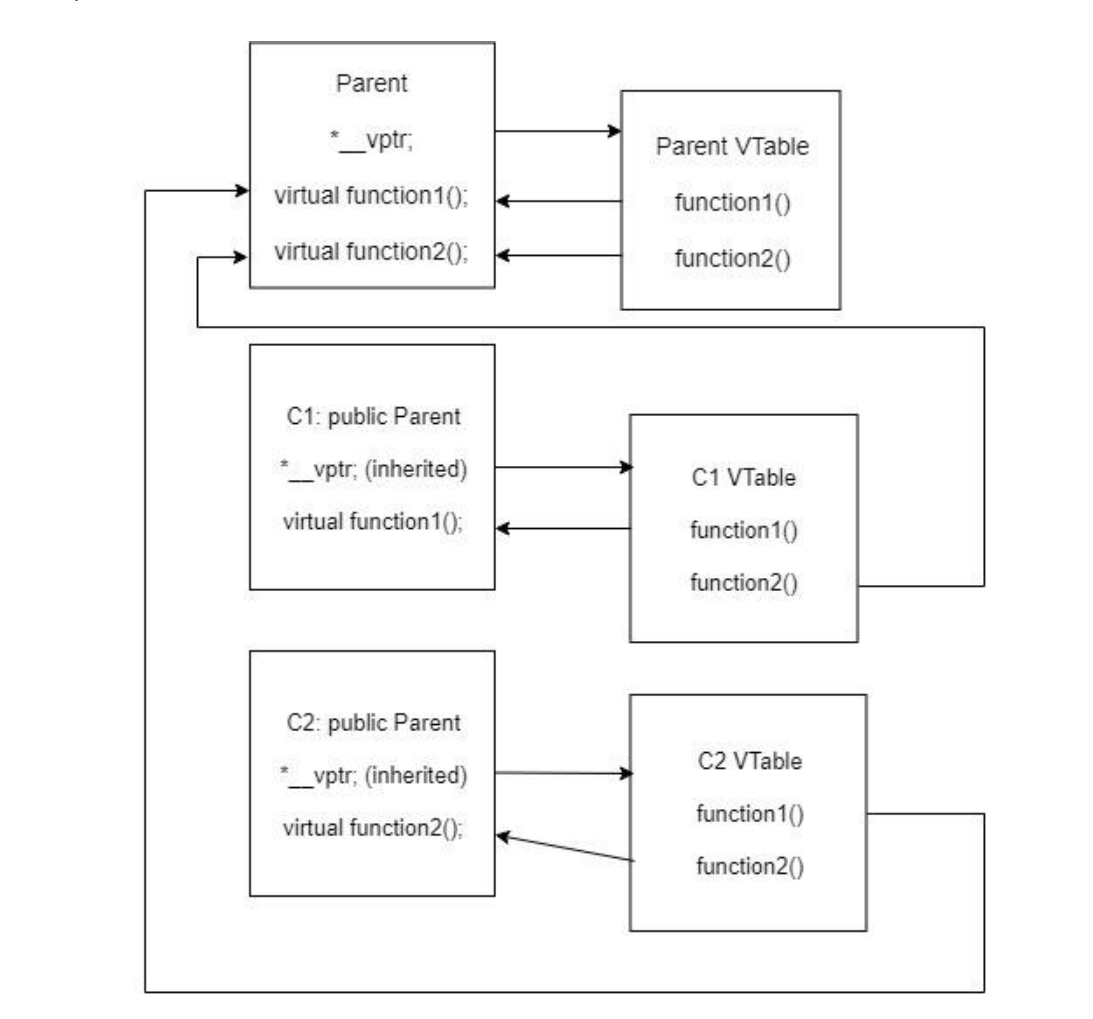 Parent
*__vptr;
virtual function1();
virtual function2();
Parent VTable
function1()
function2()
C1: public Parent
*__vptr; (inherited)
virtual function1();
C1 VTable
function1()
function2()
C2: public Parent
*__vptr; (inherited)
virtual function2();
C2 VTable
function1()
function2()